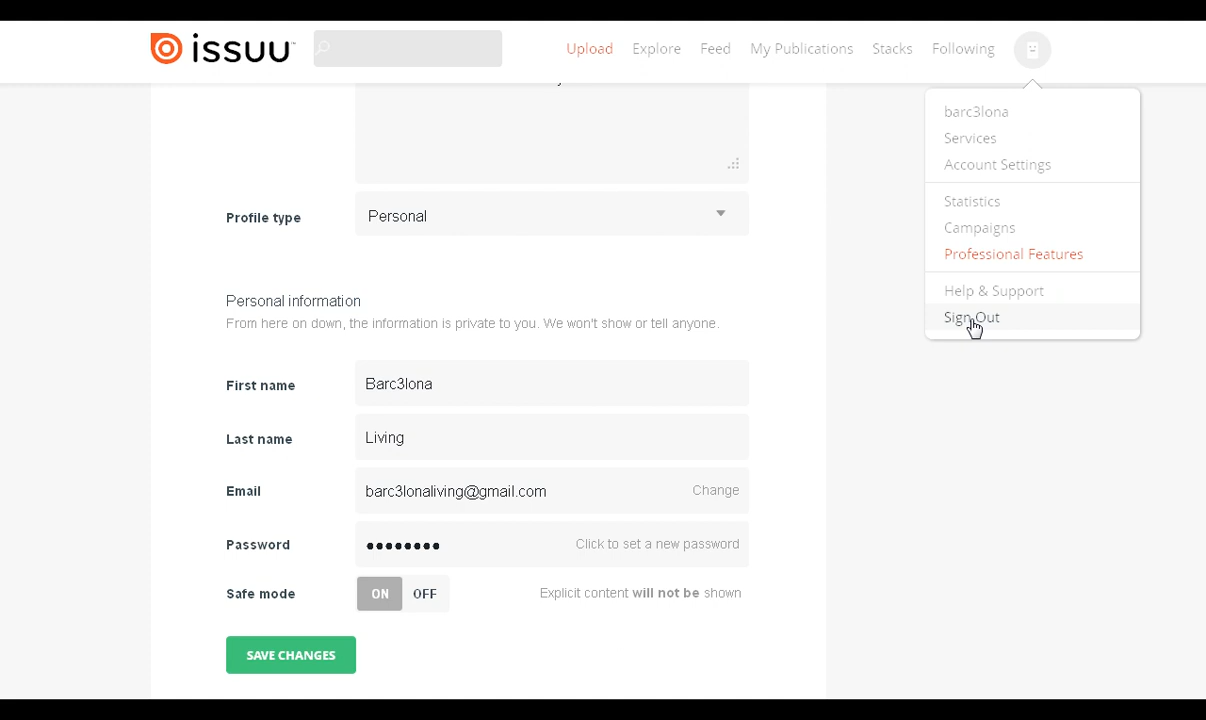 issuu™
Upload Explore Feed My Publications Stacks Following
barc3lona
Services
Account Settings
Statistics
Campaigns
Professional Features
Help & Support
Sign Out
Profile type Personal
Personal information
From here on down, the information is private to you. We won't show or tell anyone.
First name Barc3lona
Last name Living
Email barc3lonaliving@gmail.com Change
Password •••••••• Click to set a new password
Safe mode ON OFF Explicit content will not be shown
SAVE CHANGES